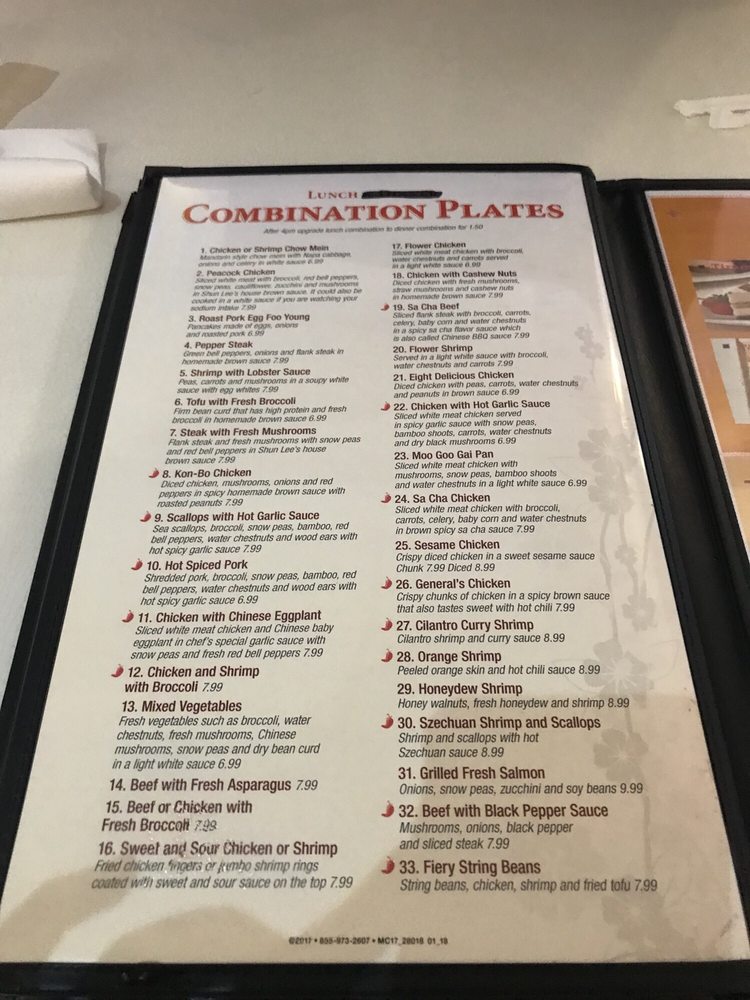 LUNCH
COMBINATION PLATES
After 4pm upgrade lunch combination to dinner combination for 1.50
1. Chicken or Shrimp Chow Mein
Mandarin style chow mein with Napa cabbage,
onions and celery in white sauce 6.99
2. Peacock Chicken
Sliced white meat with broccoli, red bell peppers,
snow peas, cauliflower, zucchini and mushrooms
in Shun Lee's house brown sauce. It could also be
cooked in a white sauce if you are watching your
sodium intake 7.99
3. Roast Pork Egg Foo Young
Pancakes made of eggs, onions
and roasted pork 6.99
4. Pepper Steak
Green bell peppers, onions and flank steak in
homemade brown sauce 7.99
5. Shrimp with Lobster Sauce
Peas, carrots and mushrooms in a soupy white
sauce with egg whites 7.99
6. Tofu with Fresh Broccoli
Firm bean curd that has high protein and fresh
broccoli in homemade brown sauce 6.99
7. Steak with Fresh Mushrooms
Flank steak and fresh mushrooms with snow peas
and red bell peppers in Shun Lee's house
brown sauce 7.99
8. Kon-Bo Chicken
Diced chicken, mushrooms, onions and red
peppers in spicy homemade brown sauce with
roasted peanuts 7.99
9. Scallops with Hot Garlic Sauce
Sea scallops, broccoli, snow peas, bamboo, red
bell peppers, water chestnuts and wood ears with
hot spicy garlic sauce 7.99
10. Hot Spiced Pork
Shredded pork, broccoli, snow peas, bamboo, red
bell peppers, water chestnuts and wood ears with
hot spicy garlic sauce 6.99
11. Chicken with Chinese Eggplant
Sliced white meat chicken and Chinese baby
eggplant in chef's special garlic sauce with
snow peas and fresh red bell peppers 7.99
12. Chicken and Shrimp
with Broccoli 7.99
13. Mixed Vegetables
Fresh vegetables such as broccoli, water
chestnuts, fresh mushrooms, Chinese
mushrooms, snow peas and dry bean curd
in a light white sauce 6.99
14. Beef with Fresh Asparagus 7.99
15. Beef or Chicken with
Fresh Broccoli 7.99
16. Sweet and Sour Chicken or Shrimp
Fried chicken fingers or jumbo shrimp rings
coated with sweet and sour sauce on the top 7.99
17. Flower Chicken
Sliced white meat chicken with broccoli,
water chestnuts and carrots served
in a light white sauce 6.99
18. Chicken with Cashew Nuts
Diced chicken with fresh mushrooms,
straw mushrooms and cashew nuts
in homemade brown sauce 7.99
19. Sa Cha Beef
Sliced flank steak with broccoli, carrots,
celery, baby corn and water chestnuts
in a spicy sa cha flavor sauce which
is also called Chinese BBQ sauce 7.99
20. Flower Shrimp
Served in a light white sauce with broccoli,
water chestnuts and carrots 7.99
21. Eight Delicious Chicken
Diced chicken with peas, carrots, water chestnuts
and peanuts in brown sauce 6.99
22. Chicken with Hot Garlic Sauce
Sliced white meat chicken served
in spicy garlic sauce with snow peas,
bamboo shoots, carrots, water chestnuts
and dry black mushrooms 6.99
23. Moo Goo Gai Pan
Sliced white meat chicken with
mushrooms, snow peas, bamboo shoots
and water chestnuts in a light white sauce 6.99
24. Sa Cha Chicken
Sliced white meat chicken with broccoli,
carrots, celery, baby corn and water chestnuts
in brown spicy sa cha sauce 7.99
25. Sesame Chicken
Crispy diced chicken in a sweet sesame sauce
Chunk 7.99 Diced 8.99
26. General's Chicken
Crispy chunks of chicken in a spicy brown sauce
that also tastes sweet with hot chili 7.99
27. Cilantro Curry Shrimp
Cilantro shrimp and curry sauce 8.99
28. Orange Shrimp
Peeled orange skin and hot chili sauce 8.99
29. Honeydew Shrimp
Honey walnuts, fresh honeydew and shrimp 8.99
30. Szechuan Shrimp and Scallops
Shrimp and scallops with hot
Szechuan sauce 8.99
31. Grilled Fresh Salmon
Onions, snow peas, zucchini and soy beans 9.99
32. Beef with Black Pepper Sauce
Mushrooms, onions, black pepper
and sliced steak 7.99
33. Fiery String Beans
String beans, chicken, shrimp and fried tofu 7.99
©2017 • 855-973-2607 • MC17_28018 01_18